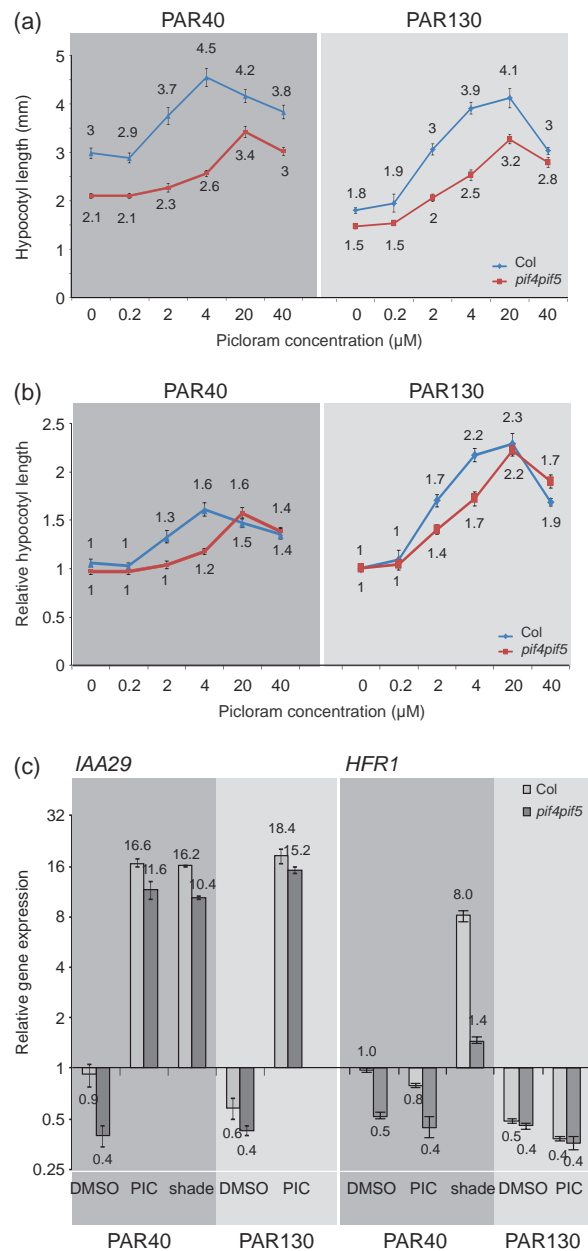 (a)
PAR40 PAR130
Hypocotyl length (mm)
5
4
3
2
1
0
3 2.9 3.7 4.5 4.2 3.8
2.1 2.1 2.3 2.6 3.4 3
1.8 1.9 3 3.9 4.1 3
1.5 1.5 2 2.5 3.2 2.8
Col
pif4pif5
0 0.2 2 4 20 40 0 0.2 2 4 20 40
Picloram concentration (µM) Picloram concentration (µM)
(b)
PAR40 PAR130
Relative hypocotyl length
2.5
2
1.5
1
0.5
0
1 1 1.3 1.6 1.6 1.4
1 1 1 1.2 1.5 1.4
1 1 1.7 2.2 2.3 1.7
1 1 1.4 1.7 2.2 1.9
Col
pif4pif5
0 0.2 2 4 20 40 0 0.2 2 4 20 40
Picloram concentration (µM) Picloram concentration (µM)
(c)
IAA29 HFR1
Col
pif4pif5
Relative gene expression
32
16
8
4
2
1
0.5
0.25
16.6 11.6 16.2 10.4 18.4 15.2
8.0 1.4
1.0
0.9 0.4 0.6 0.4
0.5 0.8 0.4 0.5 0.4 0.4 0.4
DMSO PIC shade DMSO PIC DMSO PIC shade DMSO PIC
PAR40 PAR130 PAR40 PAR130